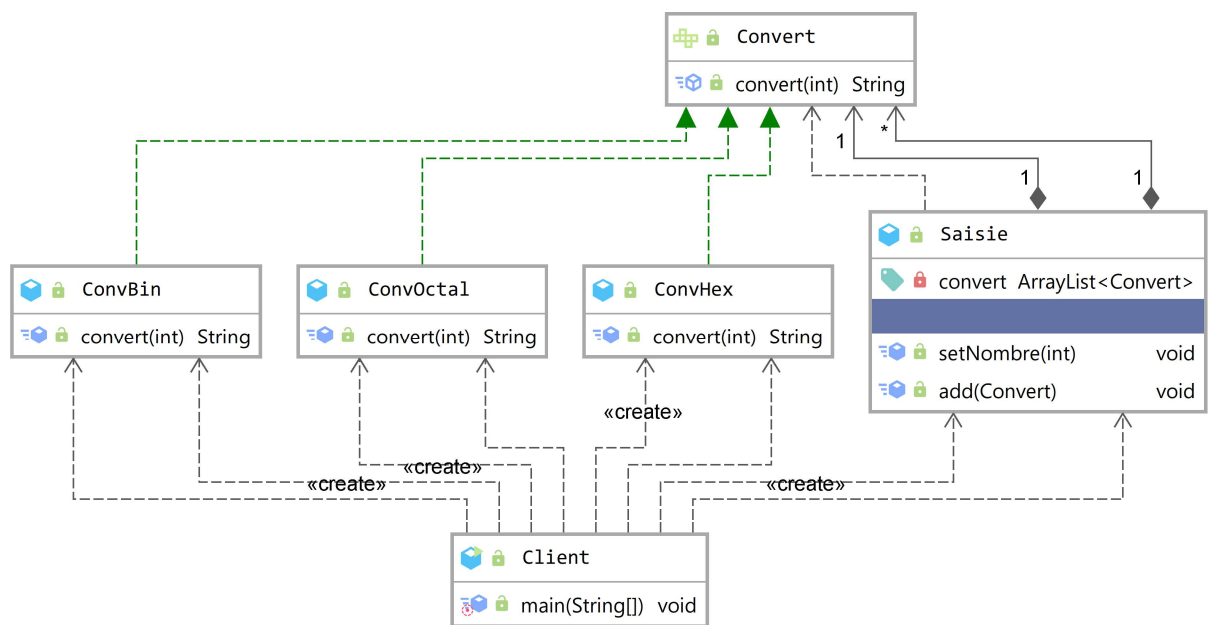 Convert
convert(int) String
1
*
1
1
Saisie
convert ArrayList<Convert>
setNombre(int) void
add(Convert) void
ConvBin
convert(int) String
ConvOctal
convert(int) String
ConvHex
convert(int) String
«create»
«create»
«create»
«create»
Client
main(String[]) void